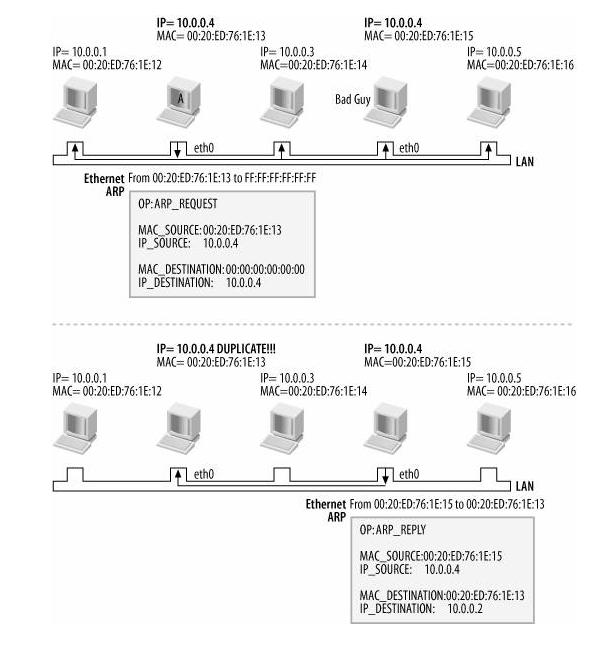 IP= 10.0.0.4
MAC= 00:20:ED:76:1E:13
IP= 10.0.0.4
MAC= 00:20:ED:76:1E:15
IP= 10.0.0.1
MAC= 00:20:ED:76:1E:12
IP= 10.0.0.3
MAC= 00:20:ED:76:1E:14
IP= 10.0.0.5
MAC= 00:20:ED:76:1E:16
A
Bad Guy
eth0
eth0
LAN
Ethernet From 00:20:ED:76:1E:13 to FF:FF:FF:FF:FF:FF
ARP
OP:ARP_REQUEST
MAC_SOURCE:00:20:ED:76:1E:13
IP_SOURCE: 10.0.0.4
MAC_DESTINATION:00:00:00:00:00:00
IP_DESTINATION: 10.0.0.4
IP= 10.0.0.4 DUPLICATE!!!
MAC= 00:20:ED:76:1E:13
IP= 10.0.0.4
MAC=00:20:ED:76:1E:15
IP= 10.0.0.1
MAC= 00:20:ED:76:1E:12
IP= 10.0.0.3
MAC=00:20:ED:76:1E:14
IP= 10.0.0.5
MAC= 00:20:ED:76:1E:16
eth0
eth0
LAN
Ethernet From 00:20:ED:76:1E:15 to 00:20:ED:76:1E:13
ARP
OP:ARP_REPLY
MAC_SOURCE:00:20:ED:76:1E:15
IP_SOURCE: 10.0.0.4
MAC_DESTINATION:00:20:ED:76:1E:13
IP_DESTINATION: 10.0.0.2